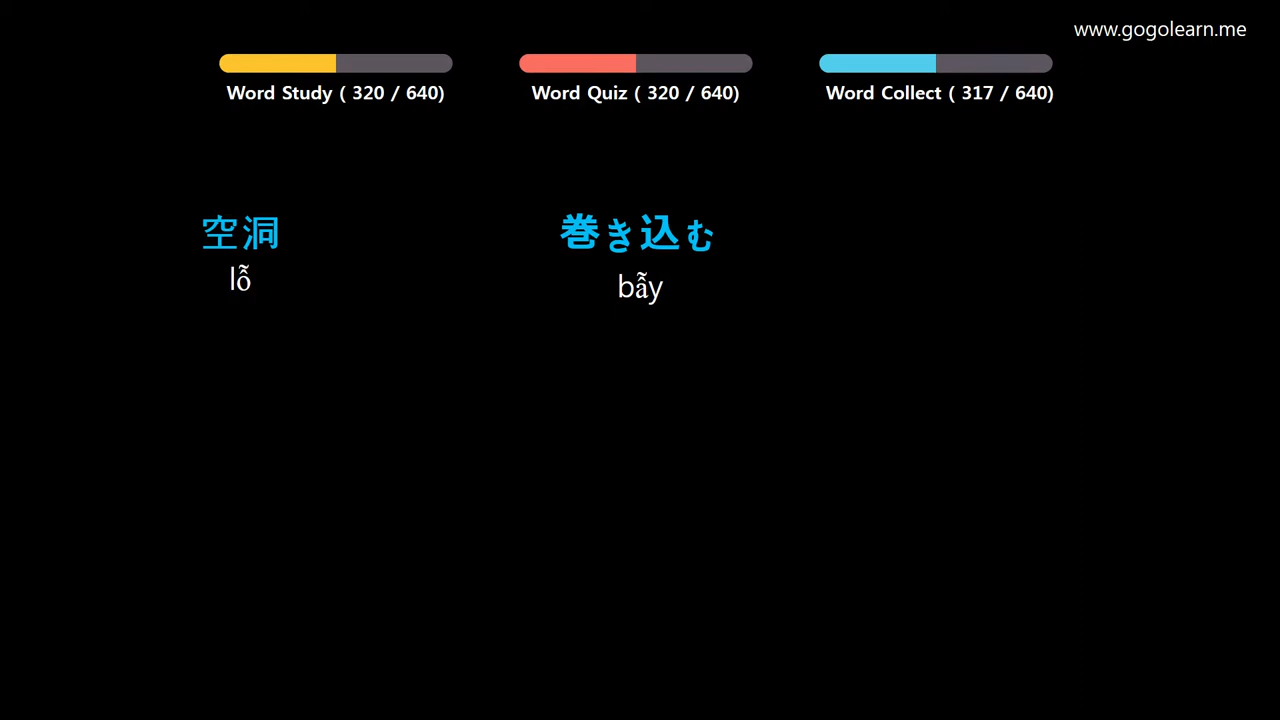 www.gogolearn.me
Word Study ( 320 / 640)
Word Quiz ( 320 / 640)
Word Collect ( 317 / 640)
空洞
lỗ
巻き込む
bẫy